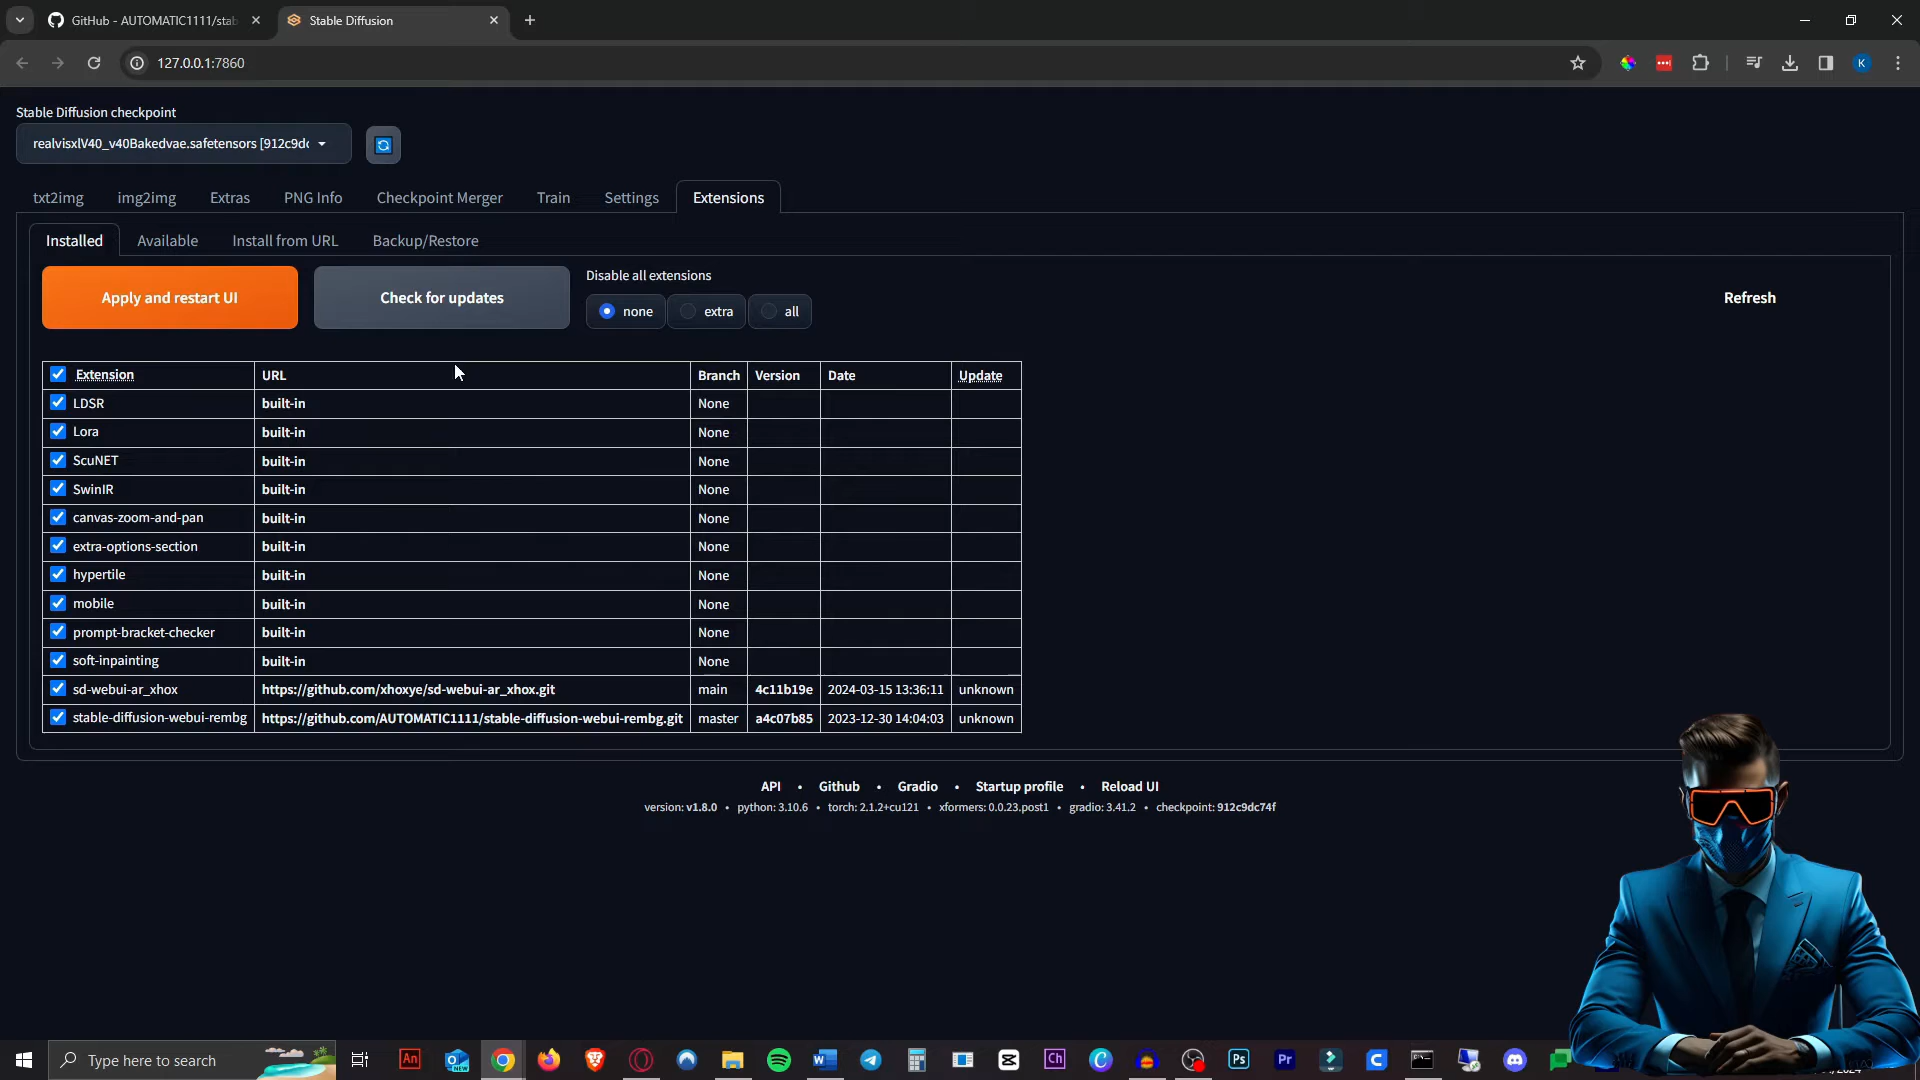 GitHub - AUTOMATIC1111/stab
Stable Diffusion
127.0.0.1:7860
K
Stable Diffusion checkpoint
realvisxlV40_v40Bakedvae.safetensors [912c9dc
txt2img img2img Extras PNG Info Checkpoint Merger Train Settings Extensions
Installed Available Install from URL Backup/Restore
Apply and restart UI
Check for updates
Disable all extensions
none extra all
Refresh
Extension URL Branch Version Date Update
LDSR built-in None
Lora built-in None
ScuNET built-in None
SwinIR built-in None
canvas-zoom-and-pan built-in None
extra-options-section built-in None
hypertile built-in None
mobile built-in None
prompt-bracket-checker built-in None
soft-inpainting built-in None
sd-webui-ar_xhox https://github.com/xhoxye/sd-webui-ar_xhox.git main 4c11b19e 2024-03-15 13:36:11 unknown
stable-diffusion-webui-rembg https://github.com/AUTOMATIC1111/stable-diffusion-webui-rembg.git master a4c07b85 2023-12-30 14:04:03 unknown
API • Github • Gradio • Startup profile • Reload UI
version: v1.8.0 • python: 3.10.6 • torch: 2.1.2+cu121 • xformers: 0.0.23.post1 • gradio: 3.41.2 • checkpoint: 912c9dc74f
Type here to search
An
NEW
Ch
Ps
Pr